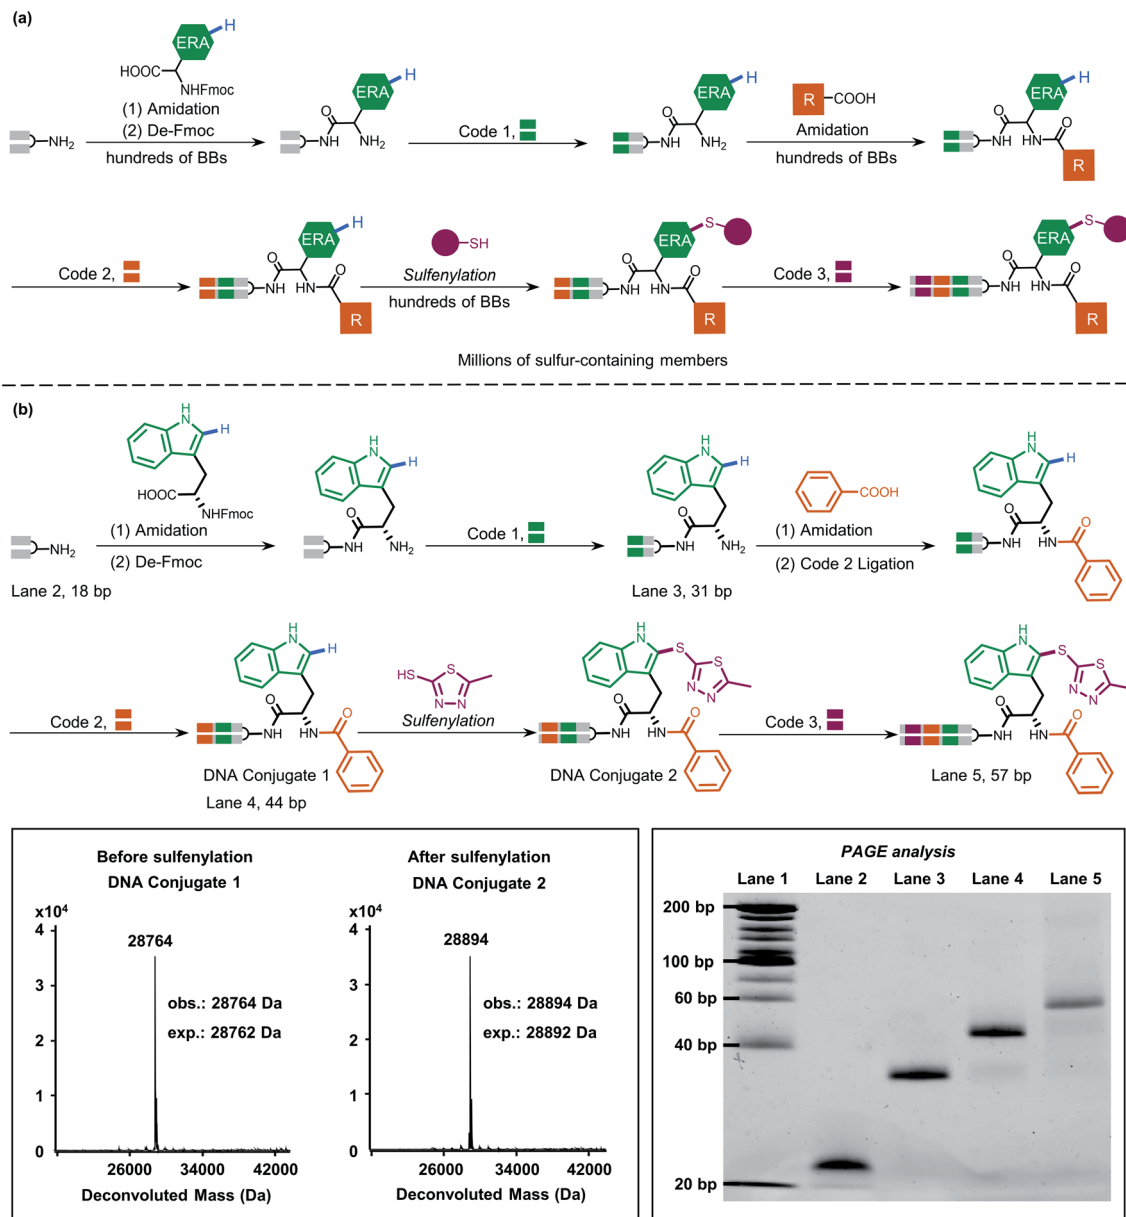 (a)
ERA
H
HOOC
NHFmoc
(1) Amidation
(2) De-Fmoc
hundreds of BBs
NH₂
ERA
H
O
NH
NH₂
Code 1,
ERA
H
O
NH
NH₂
R
COOH
Amidation
hundreds of BBs
ERA
H
O
NH
HN
O
R
Code 2,
ERA
H
O
NH
HN
O
R
SH
Sulfenylation
hundreds of BBs
ERA
S
O
NH
HN
O
R
Code 3,
ERA
S
O
NH
HN
O
R
Millions of sulfur-containing members
(b)
H
N
H
HOOC
NHFmoc
(1) Amidation
(2) De-Fmoc
NH₂
Lane 2, 18 bp
H
N
H
O
NH
NH₂
Code 1,
H
N
H
O
NH
NH₂
Lane 3, 31 bp
COOH
(1) Amidation
(2) Code 2 Ligation
H
N
H
O
NH
HN
O
Code 2,
H
N
H
O
NH
HN
O
DNA Conjugate 1
Lane 4, 44 bp
HS
S
N
N
Sulfenylation
H
N
S
S
N
N
O
NH
HN
O
DNA Conjugate 2
Code 3,
H
N
S
S
N
N
O
NH
HN
O
Lane 5, 57 bp
Before sulfenylation
DNA Conjugate 1
x10⁴
4
3
2
1
0
28764
obs.: 28764 Da
exp.: 28762 Da
26000 34000 42000
Deconvoluted Mass (Da)
After sulfenylation
DNA Conjugate 2
x10⁴
4
3
2
1
0
28894
obs.: 28894 Da
exp.: 28892 Da
26000 34000 42000
Deconvoluted Mass (Da)
PAGE analysis
Lane 1 Lane 2 Lane 3 Lane 4 Lane 5
200 bp
100 bp
60 bp
40 bp
20 bp